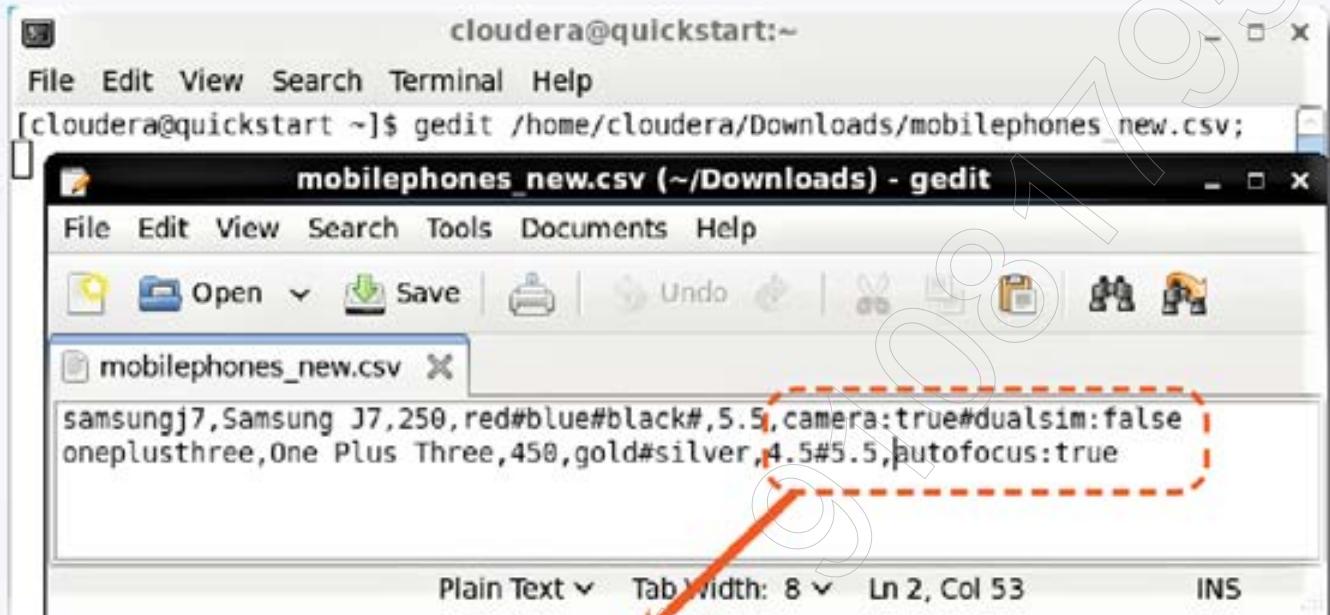 cloudera@quickstart:~
File Edit View Search Terminal Help
[cloudera@quickstart ~]$ gedit /home/cloudera/Downloads/mobilephones_new.csv;
mobilephones_new.csv (~/Downloads) - gedit
File Edit View Search Tools Documents Help
Open Save Undo
mobilephones_new.csv
samsungj7,Samsung J7,250,red#blue#black#,5.5,camera:true#dualsim:false
oneplusthree,One Plus Three,450,gold#silver,4.5#5.5,autofocus:true
Plain Text Tab Width: 8 Ln 2, Col 53 INS